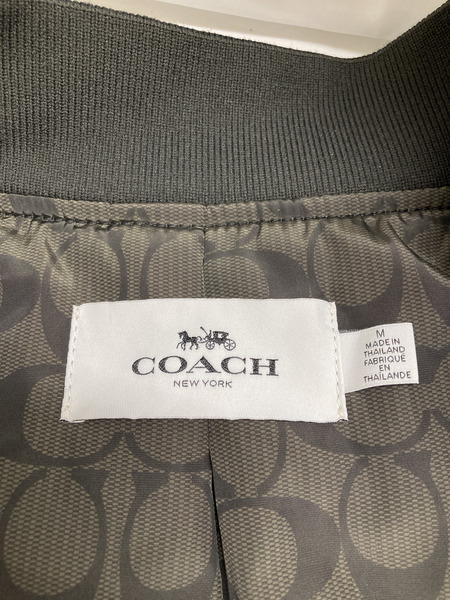 COACH
NEW YORK
M
MADE IN
THAILAND
FABRIQUÉ
EN
THAÏLANDE